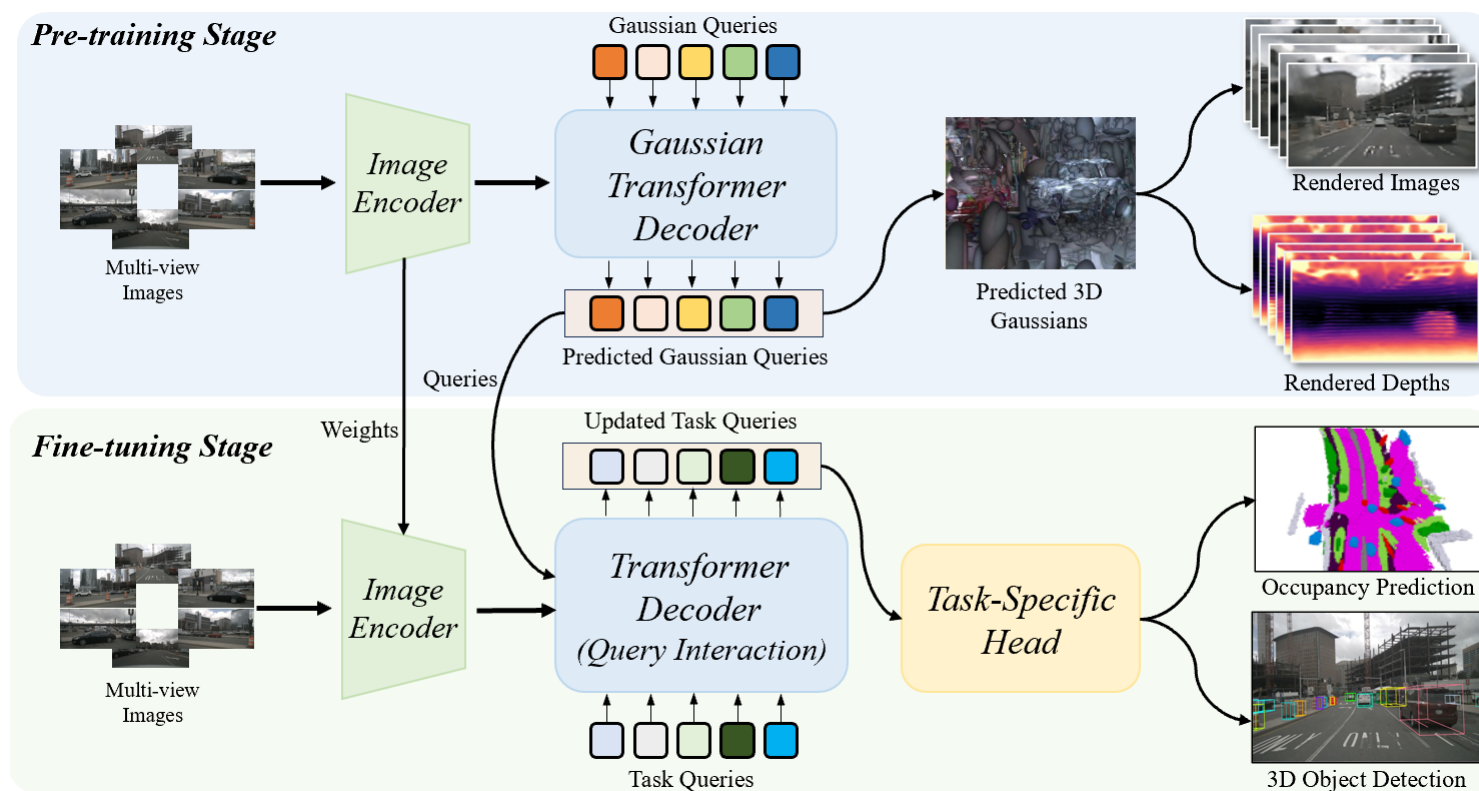 Pre-training Stage
Gaussian Queries
Multi-view
Images
Image
Encoder
Gaussian
Transformer
Decoder
Predicted Gaussian Queries
Predicted 3D
Gaussians
Rendered Images
Rendered Depths
Queries
Weights
Fine-tuning Stage
Updated Task Queries
Multi-view
Images
Image
Encoder
Transformer
Decoder
(Query Interaction)
Task Queries
Task-Specific
Head
Occupancy Prediction
ONLY ONLY
3D Object Detection